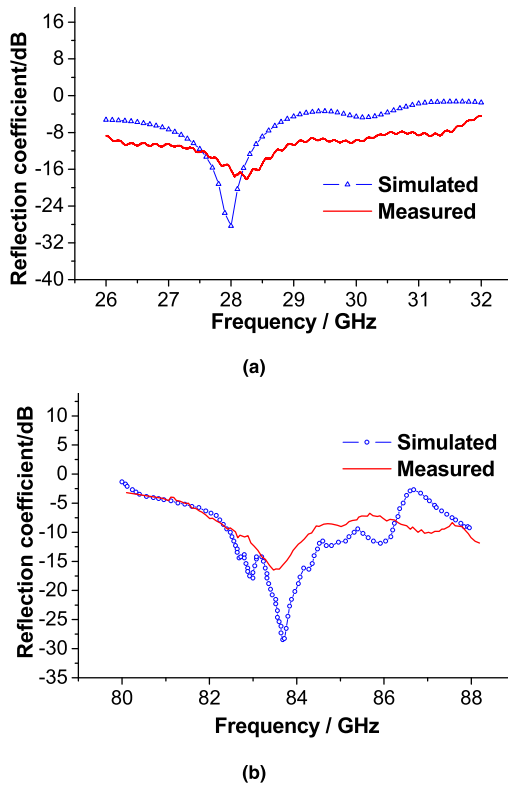 Reflection coefficient/dB
16
8
0
-8
-16
-24
-32
-40
Simulated
Measured
26 27 28 29 30 31 32
Frequency / GHz
(a)
Reflection coefficient/dB
10
5
0
-5
-10
-15
-20
-25
-30
-35
Simulated
Measured
80 82 84 86 88
Frequency / GHz
(b)